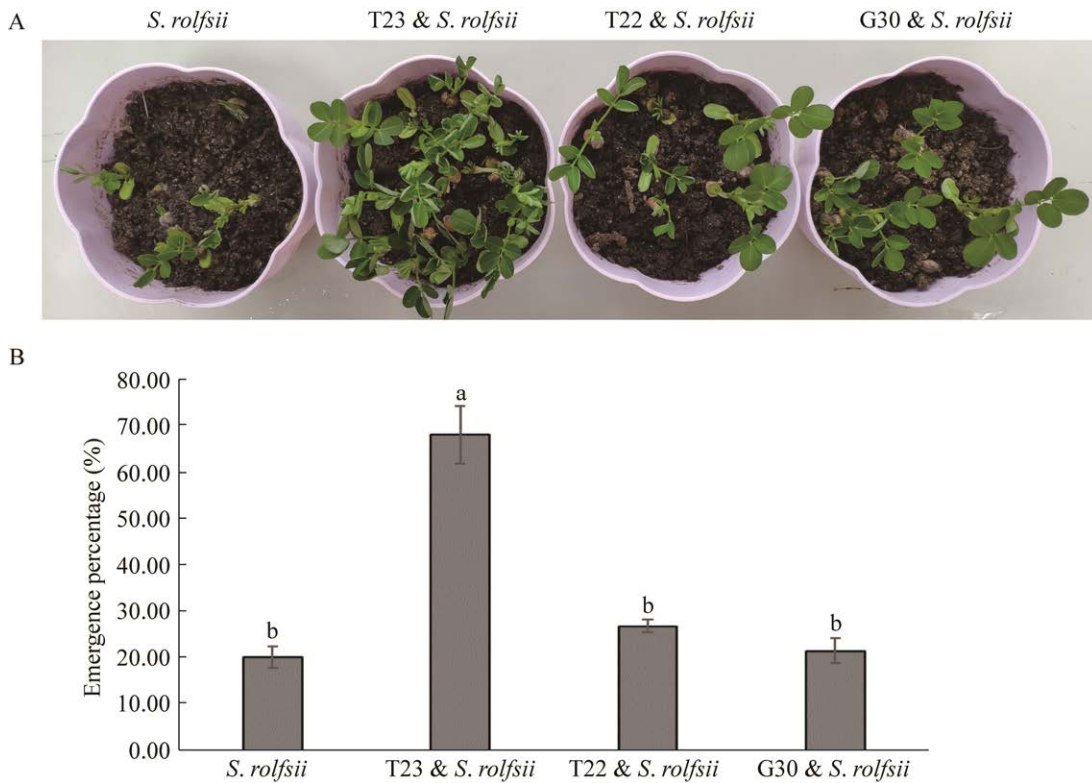 A
S. rolfsii T23 & S. rolfsii T22 & S. rolfsii G30 & S. rolfsii
B
Emergence percentage (%)
80.00
70.00
60.00
50.00
40.00
30.00
20.00
10.00
0.00
b a b b
S. rolfsii T23 & S. rolfsii T22 & S. rolfsii G30 & S. rolfsii